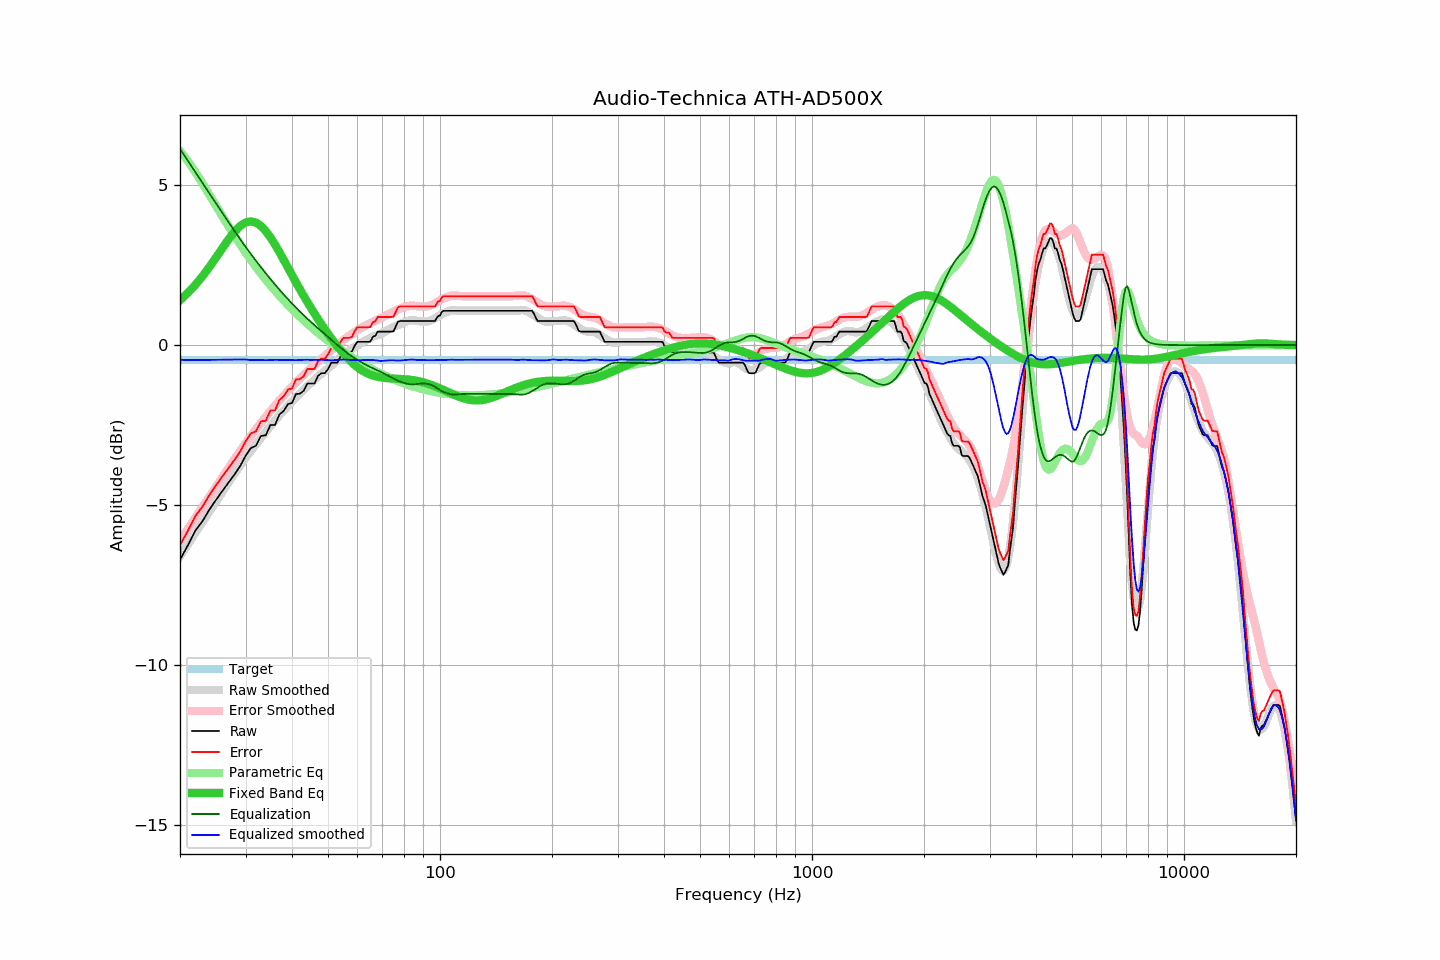 Audio-Technica ATH-AD500X
Amplitude (dBr)
5
0
−5
−10
−15
Target
Raw Smoothed
Error Smoothed
Raw
Error
Parametric Eq
Fixed Band Eq
Equalization
Equalized smoothed
100
1000
10000
Frequency (Hz)